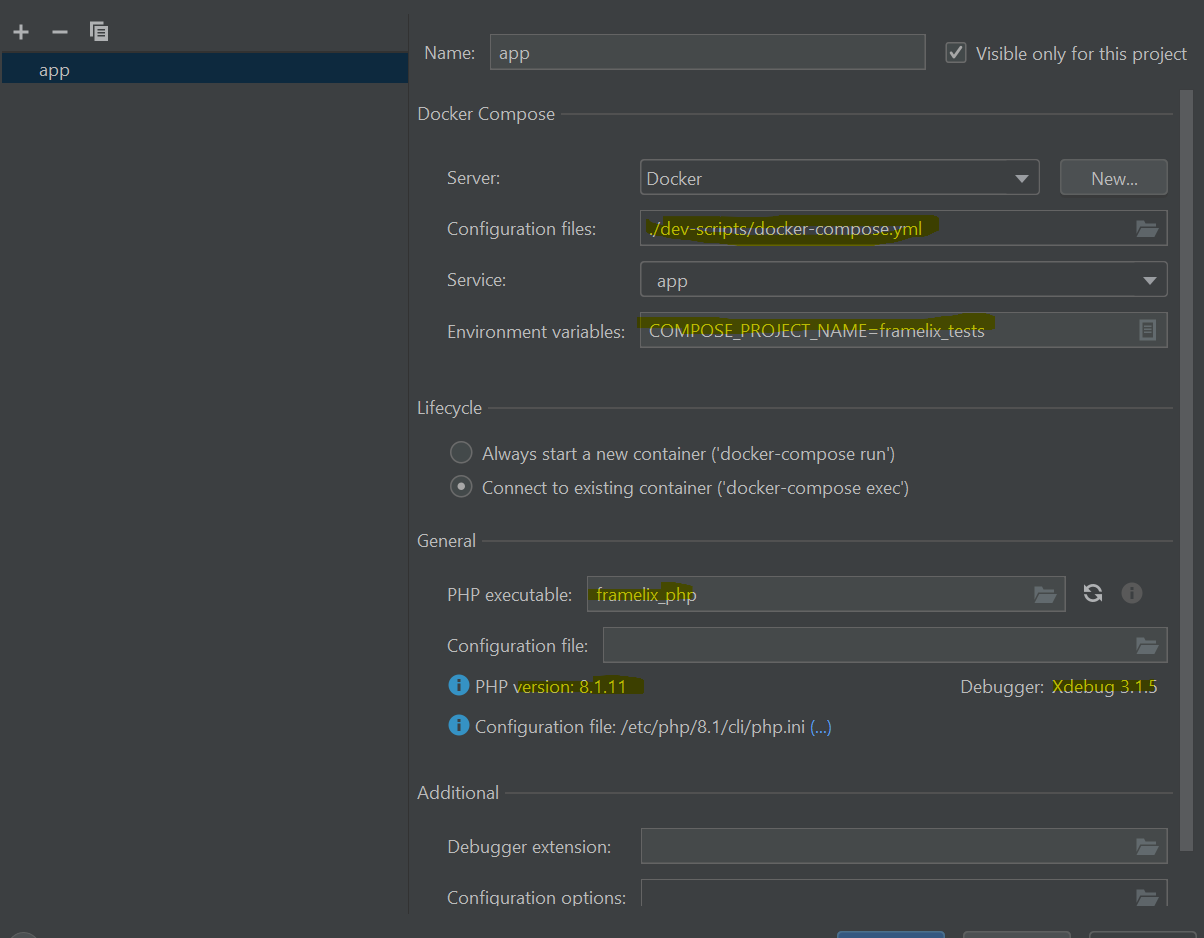 app
Name: app Visible only for this project
Docker Compose
Server: Docker New...
Configuration files: ./dev-scripts/docker-compose.yml
Service: app
Environment variables: COMPOSE_PROJECT_NAME=framelix_tests
Lifecycle
Always start a new container ('docker-compose run')
Connect to existing container ('docker-compose exec')
General
PHP executable: framelix_php
Configuration file:
PHP version: 8.1.11 Debugger: Xdebug 3.1.5
Configuration file: /etc/php/8.1/cli/php.ini (...)
Additional
Debugger extension:
Configuration options: